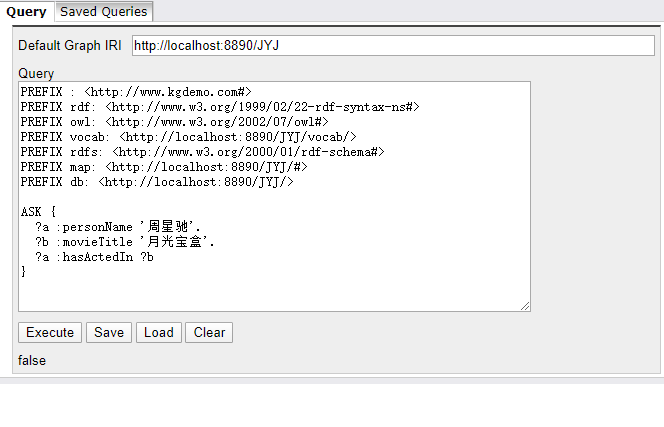 Query Saved Queries
Default Graph IRI http://localhost:8890/JYJ
Query
PREFIX : <http://www.kgdemo.com#>
PREFIX rdf: <http://www.w3.org/1999/02/22-rdf-syntax-ns#>
PREFIX owl: <http://www.w3.org/2002/07/owl#>
PREFIX vocab: <http://localhost:8890/JYJ/vocab/>
PREFIX rdfs: <http://www.w3.org/2000/01/rdf-schema#>
PREFIX map: <http://localhost:8890/JYJ/#>
PREFIX db: <http://localhost:8890/JYJ/>
ASK {
?a :personName '周星驰'.
?b :movieTitle '月光宝盒'.
?a :hasActedIn ?b
}
Execute Save Load Clear
false